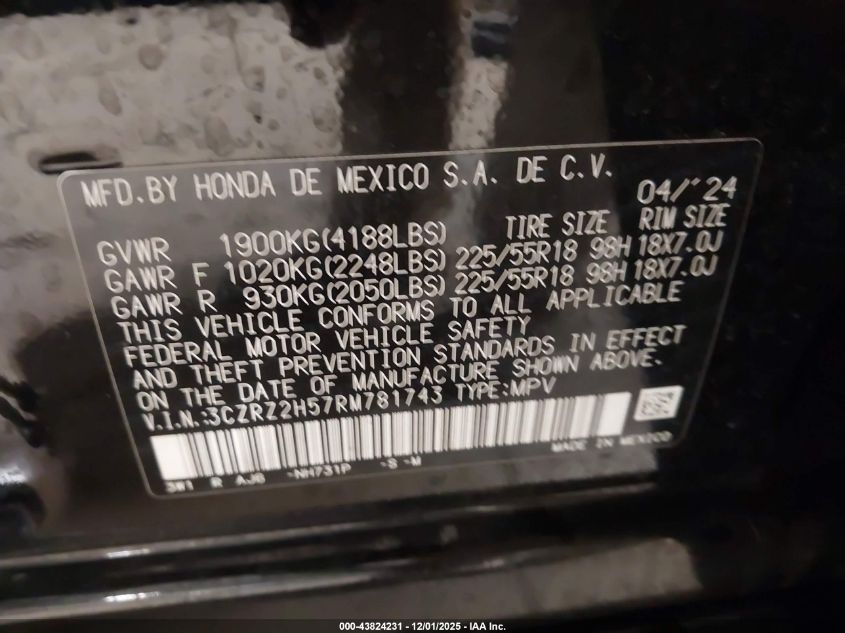 MFD.BY HONDA DE MEXICO S.A. DE C.V. 04/'24
TIRE SIZE RIM SIZE
GVWR 1900KG(4188LBS)
GAWR F 1020KG(2248LBS) 225/55R18 98H 18X7.0J
GAWR R 930KG(2050LBS) 225/55R18 98H 18X7.0J
THIS VEHICLE CONFORMS TO ALL APPLICABLE
FEDERAL MOTOR VEHICLE SAFETY
AND THEFT PREVENTION STANDARDS IN EFFECT
ON THE DATE OF MANUFACTURE SHOWN ABOVE.
V.I.N.:3CZRZ2H57RM781743 TYPE:MPV
MADE IN MEXICO
3W1 R AJ6 -NH731P -S -M
000-43824231 - 12/01/2025 - IAA Inc.